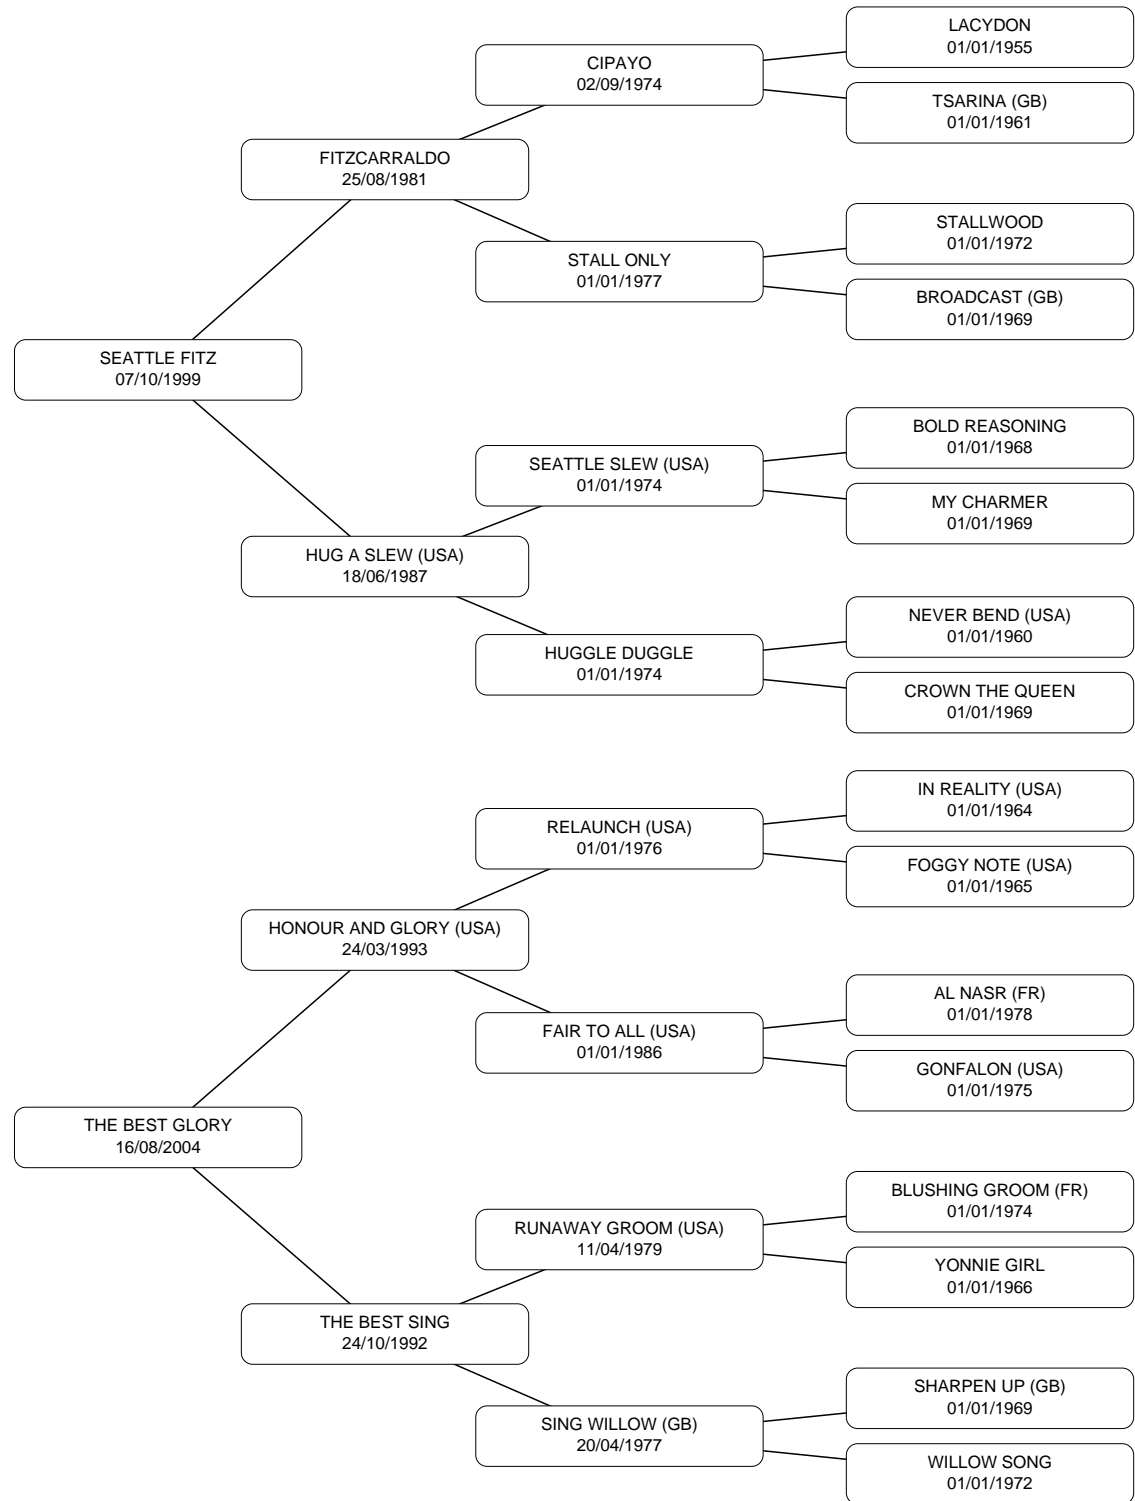 LACYDON
01/01/1955
CIPAYO
02/09/1974
TSARINA (GB)
01/01/1961
FITZCARRALDO
25/08/1981
STALLWOOD
01/01/1972
STALL ONLY
01/01/1977
BROADCAST (GB)
01/01/1969
SEATTLE FITZ
07/10/1999
BOLD REASONING
01/01/1968
SEATTLE SLEW (USA)
01/01/1974
MY CHARMER
01/01/1969
HUG A SLEW (USA)
18/06/1987
NEVER BEND (USA)
01/01/1960
HUGGLE DUGGLE
01/01/1974
CROWN THE QUEEN
01/01/1969
IN REALITY (USA)
01/01/1964
RELAUNCH (USA)
01/01/1976
FOGGY NOTE (USA)
01/01/1965
HONOUR AND GLORY (USA)
24/03/1993
AL NASR (FR)
01/01/1978
FAIR TO ALL (USA)
01/01/1986
GONFALON (USA)
01/01/1975
THE BEST GLORY
16/08/2004
BLUSHING GROOM (FR)
01/01/1974
RUNAWAY GROOM (USA)
11/04/1979
YONNIE GIRL
01/01/1966
THE BEST SING
24/10/1992
SHARPEN UP (GB)
01/01/1969
SING WILLOW (GB)
20/04/1977
WILLOW SONG
01/01/1972